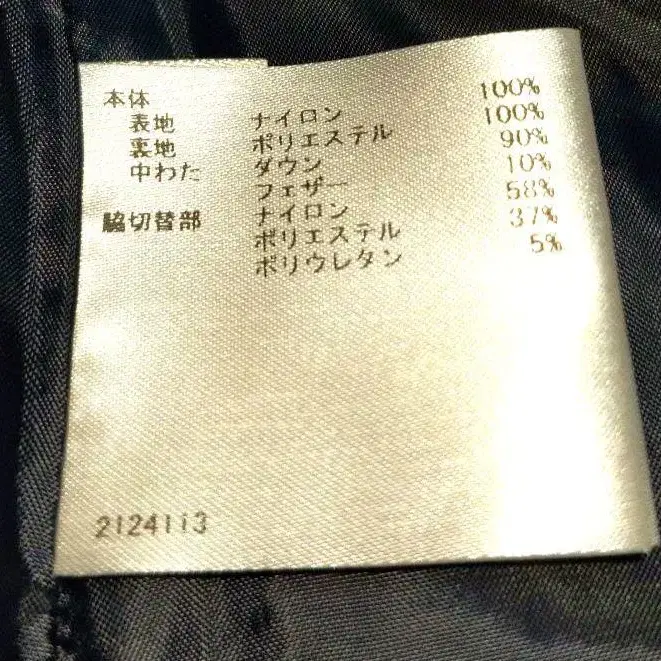 本体
表地 ナイロン 100%
裏地 ポリエステル 100%
中わた ダウン 90%
フェザー 10%
脇切替部 ナイロン 58%
ポリエステル 37%
ポリウレタン 5%
2124113